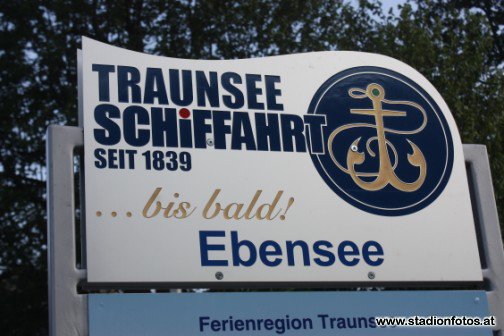 TRAUNSEE
SCHiFFAHRT
SEIT 1839
...bis bald!
Ebensee
Ferienregion Trauns
www.stadionfotos.at